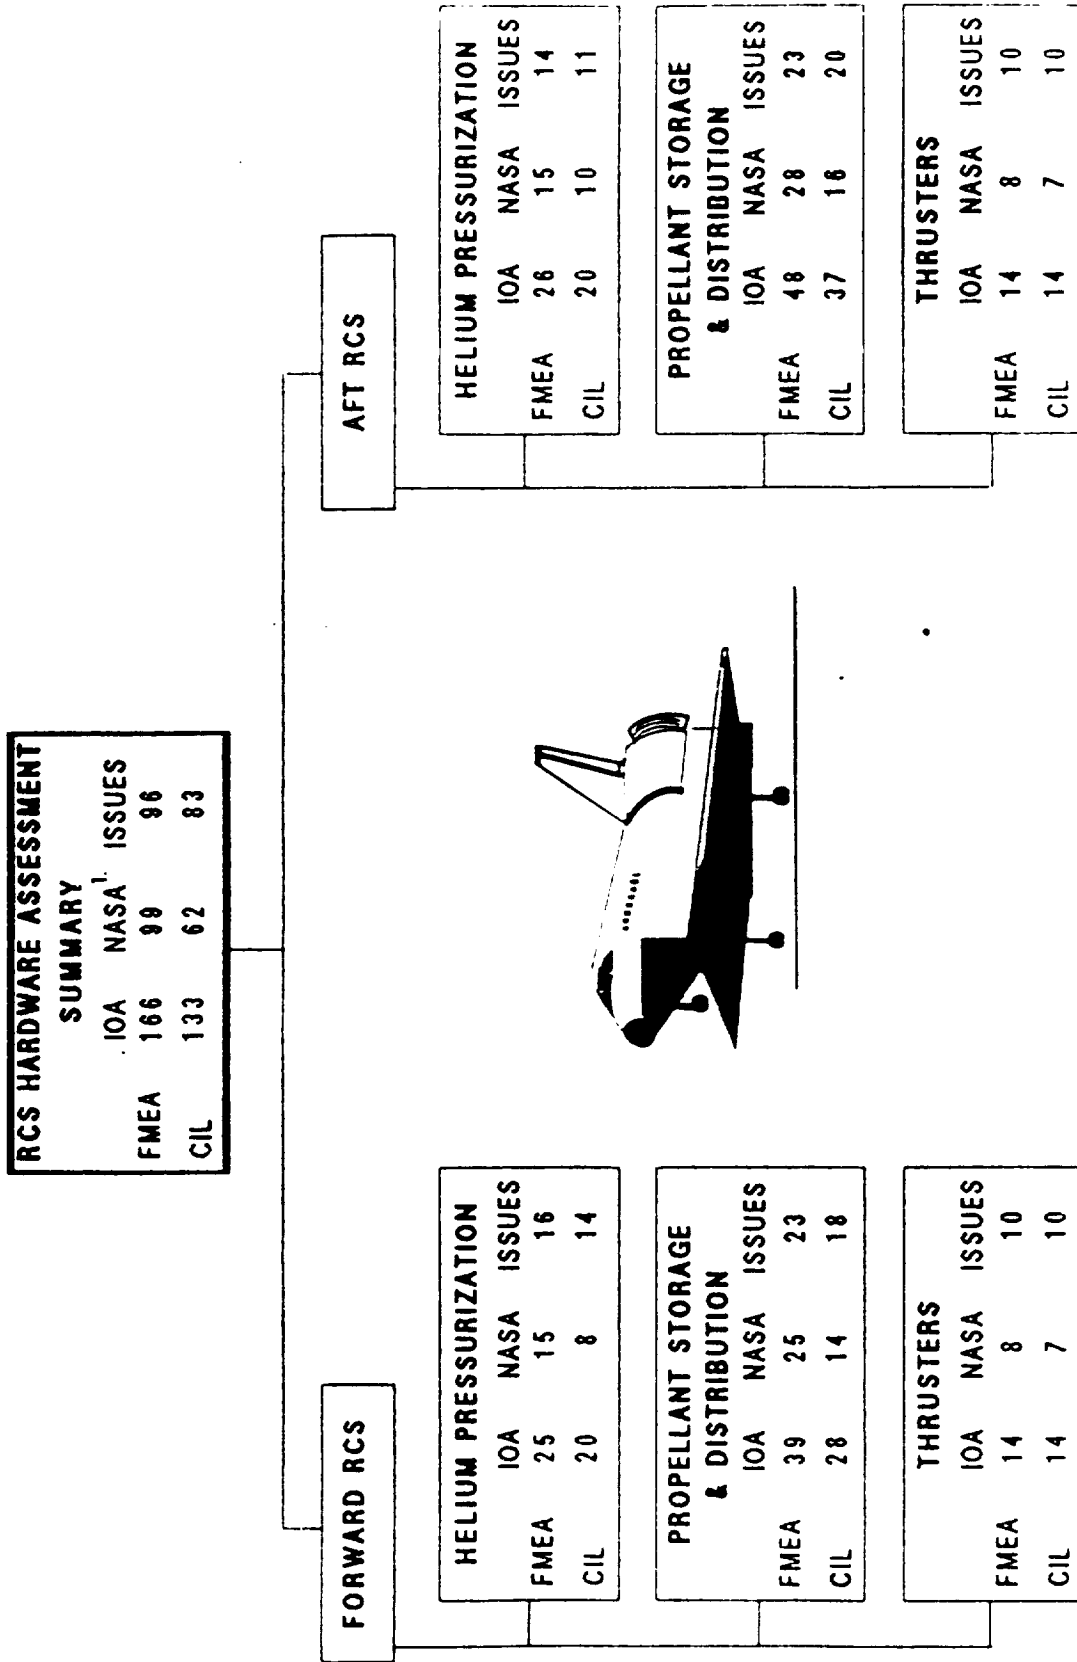 RCS HARDWARE ASSESSMENT
SUMMARY
IOA NASA1. ISSUES
FMEA 166 99 96
CIL 133 62 83
FORWARD RCS
HELIUM PRESSURIZATION
IOA NASA ISSUES
FMEA 25 15 16
CIL 20 8 14
PROPELLANT STORAGE
& DISTRIBUTION
IOA NASA ISSUES
FMEA 39 25 23
CIL 28 14 18
THRUSTERS
IOA NASA ISSUES
FMEA 14 8 10
CIL 14 7 10
AFT RCS
HELIUM PRESSURIZATION
IOA NASA ISSUES
FMEA 26 15 14
CIL 20 10 11
PROPELLANT STORAGE
& DISTRIBUTION
IOA NASA ISSUES
FMEA 48 28 23
CIL 37 16 20
THRUSTERS
IOA NASA ISSUES
FMEA 14 8 10
CIL 14 7 10